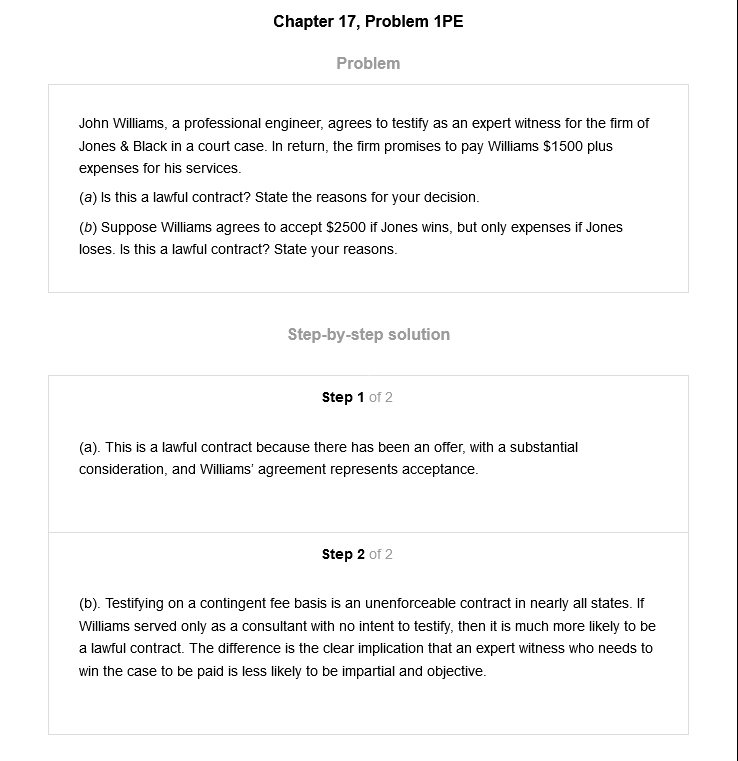 Chapter 17, Problem 1PE
Problem
John Williams, a professional engineer, agrees to testify as an expert witness for the firm of
Jones & Black in a court case. In return, the firm promises to pay Williams $1500 plus
expenses for his services.
(a) Is this a lawful contract? State the reasons for your decision.
(b) Suppose Williams agrees to accept $2500 if Jones wins, but only expenses if Jones
loses. Is this a lawful contract? State your reasons.
Step-by-step solution
Step 1 of 2
(a). This is a lawful contract because there has been an offer, with a substantial
consideration, and Williams' agreement represents acceptance.
Step 2 of 2
(b). Testifying on a contingent fee basis is an unenforceable contract in nearly all states. If
Williams served only as a consultant with no intent to testify, then it is much more likely to be
a lawful contract. The difference is the clear implication that an expert witness who needs to
win the case to be paid is less likely to be impartial and objective.